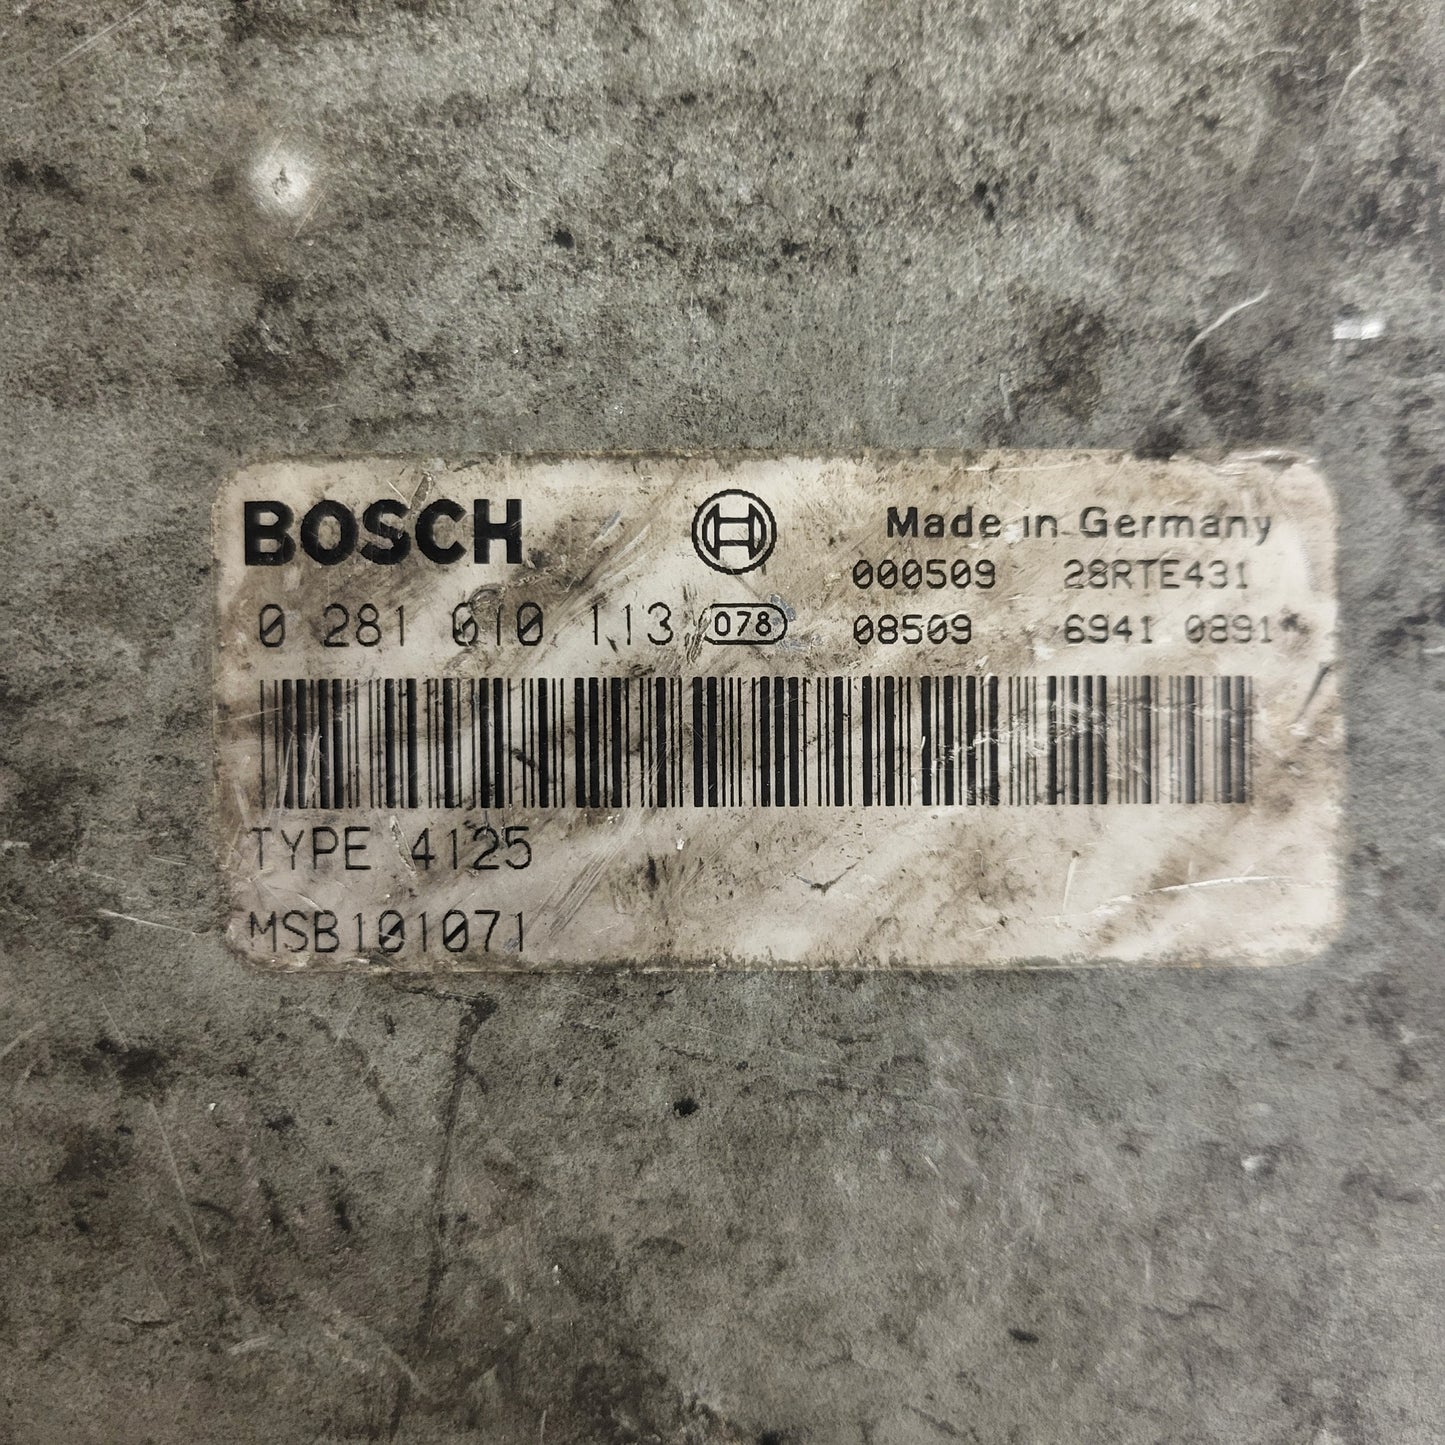 BOSCH Made in Germany
000509 28RTE431
0 281 010 113 078 08509 6941 0891*
TYPE 4125
MSB101071